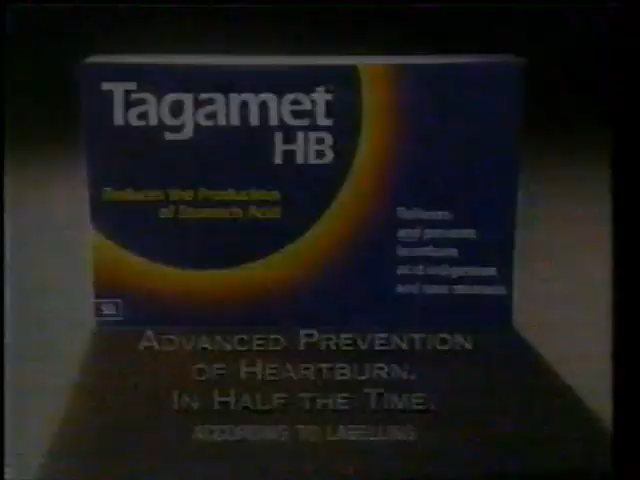 Tagamet
HB
Reduces the Production
of Stomach Acid
Relieves
and prevents
heartburn,
acid indigestion,
and sour stomach.
ADVANCED PREVENTION
OF HEARTBURN.
IN HALF THE TIME.
ACCORDING TO LABELLING